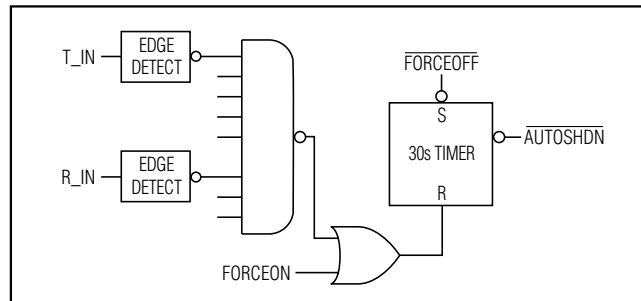 T_IN
EDGE
DETECT
FORCEOFF
S
30s TIMER
AUTOSHDN
R
R_IN
EDGE
DETECT
FORCEON